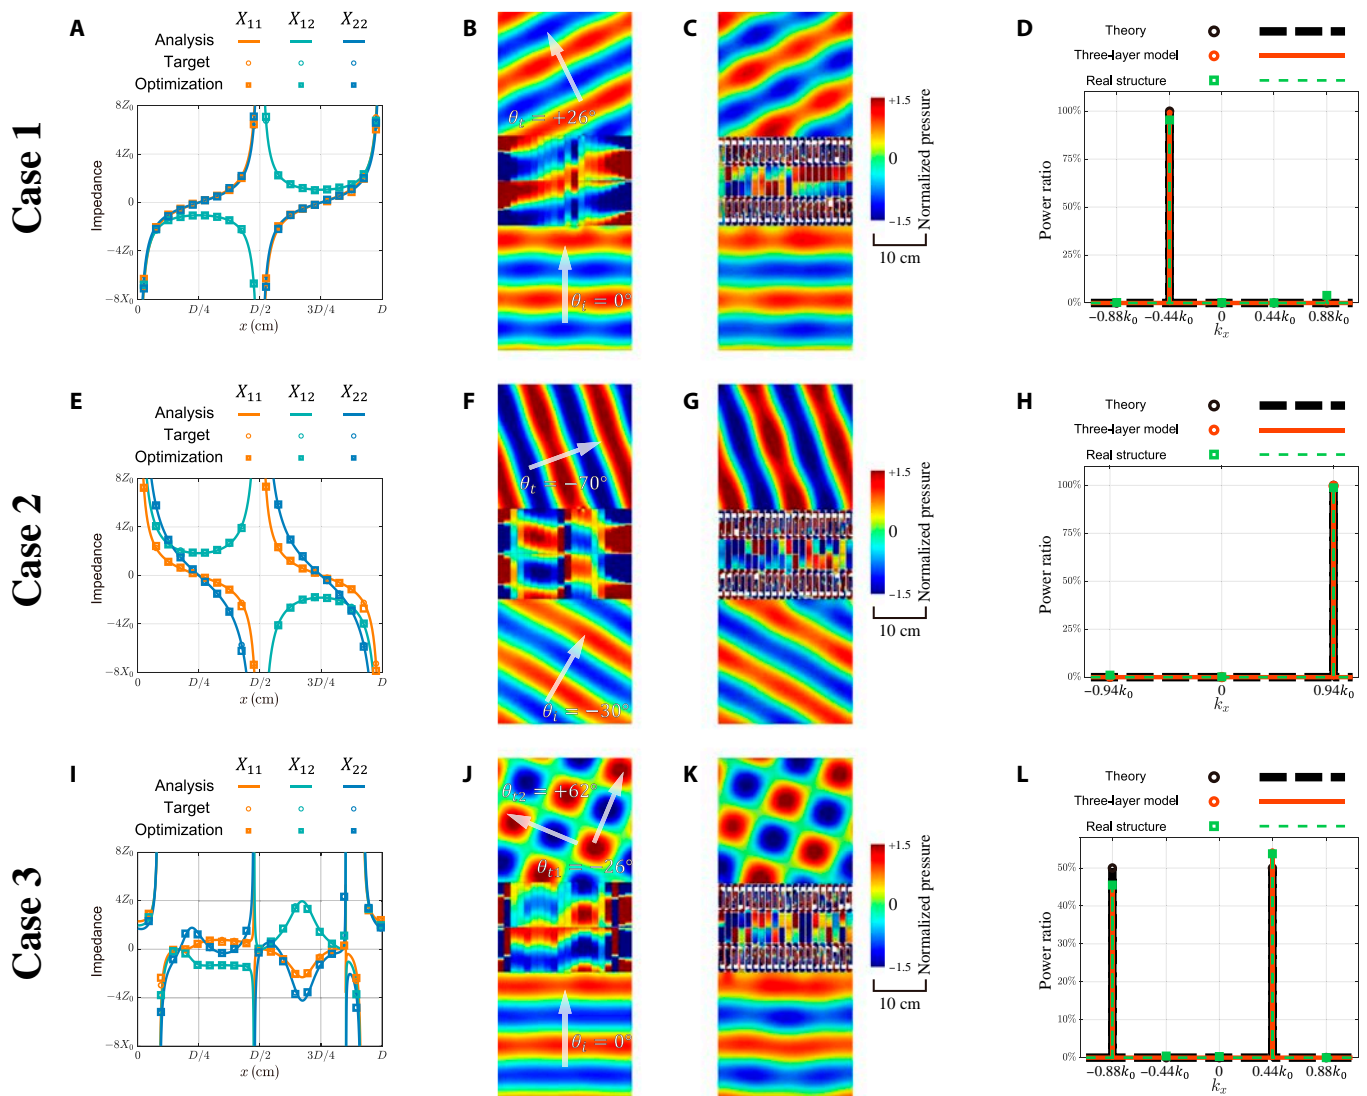 Case 1
A
X₁₁ X₁₂ X₂₂
Analysis
Target
Optimization
8Z₀
4Z₀
0
−4Z₀
−8X₀
Impedance
0 D/4 D/2 3D/4 D
x (cm)
B
θₜ = +26°
θᵢ = 0°
C
+1.5
0
−1.5
Normalized pressure
10 cm
D
Theory
Three-layer model
Real structure
100%
75%
50%
25%
0%
Power ratio
−0.88k₀ −0.44k₀ 0 0.44k₀ 0.88k₀
kₓ
Case 2
E
X₁₁ X₁₂ X₂₂
Analysis
Target
Optimization
8Z₀
4Z₀
0
−4Z₀
−8X₀
Impedance
0 D/4 D/2 3D/4 D
x (cm)
F
θₜ = −70°
θᵢ = −30°
G
+1.5
0
−1.5
Normalized pressure
10 cm
H
Theory
Three-layer model
Real structure
100%
75%
50%
25%
0%
Power ratio
−0.94k₀ 0 0.94k₀
kₓ
Case 3
I
X₁₁ X₁₂ X₂₂
Analysis
Target
Optimization
8Z₀
4Z₀
0
−4Z₀
−8X₀
Impedance
0 D/4 D/2 3D/4 D
x (cm)
J
θₜ₂ = +62°
θₜ₁ = −26°
θᵢ = 0°
K
+1.5
0
−1.5
Normalized pressure
10 cm
L
Theory
Three-layer model
Real structure
50%
40%
30%
20%
10%
0%
Power ratio
−0.88k₀ −0.44k₀ 0 0.44k₀ 0.88k₀
kₓ